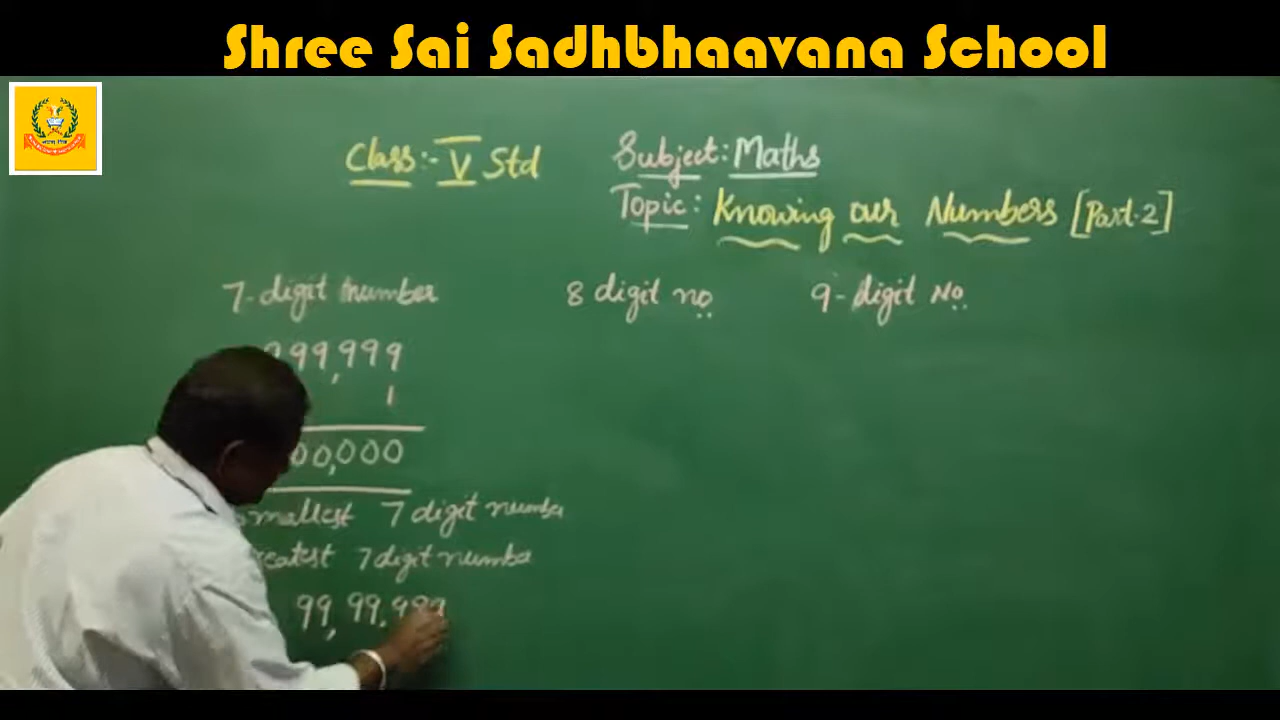 Shree Sai Sadhbhaavana School
Class:- V Std
Subject: Maths
Topic: Knowing our Numbers [Part-2]
7-digit number
8 digit no
9-digit No
99,999
1
00,000
smallest 7 digit number
7 digit number
99,99,999